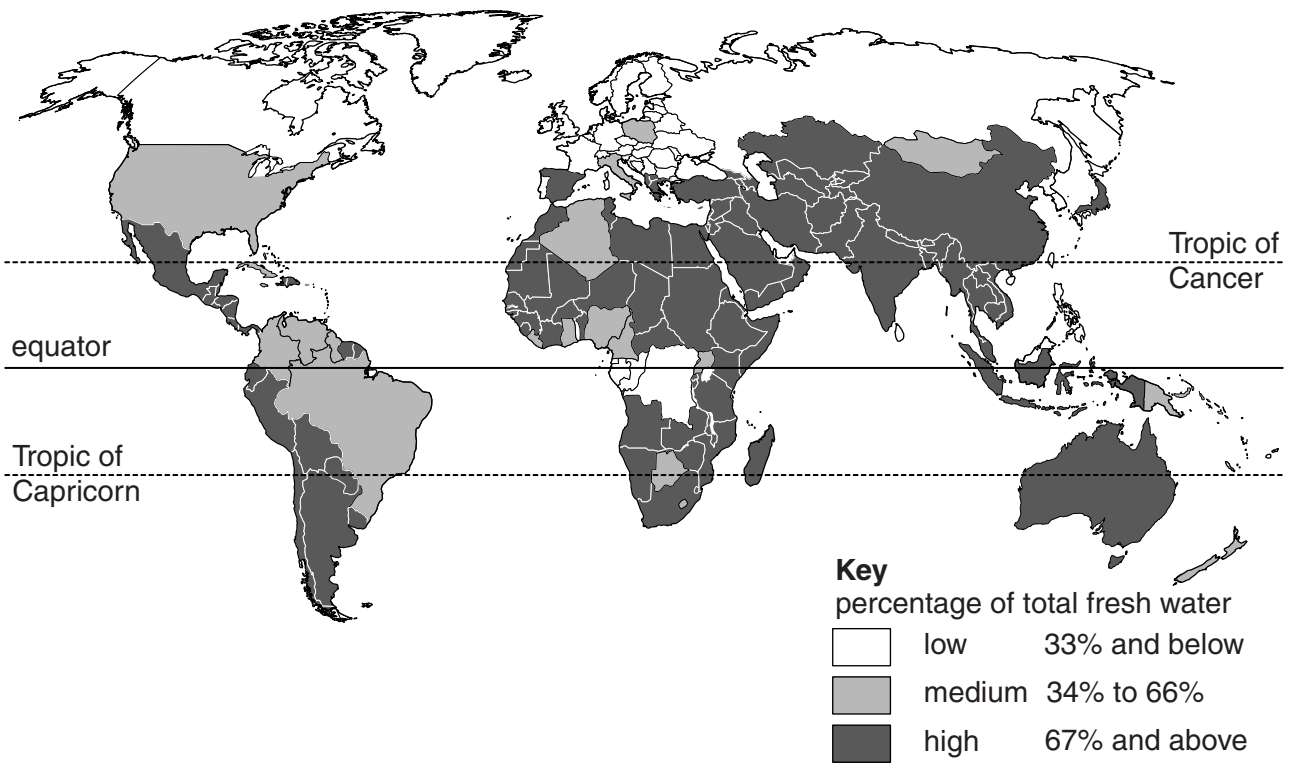 Tropic of
Cancer
equator
Tropic of
Capricorn
Key
percentage of total fresh water
low 33% and below
medium 34% to 66%
high 67% and above